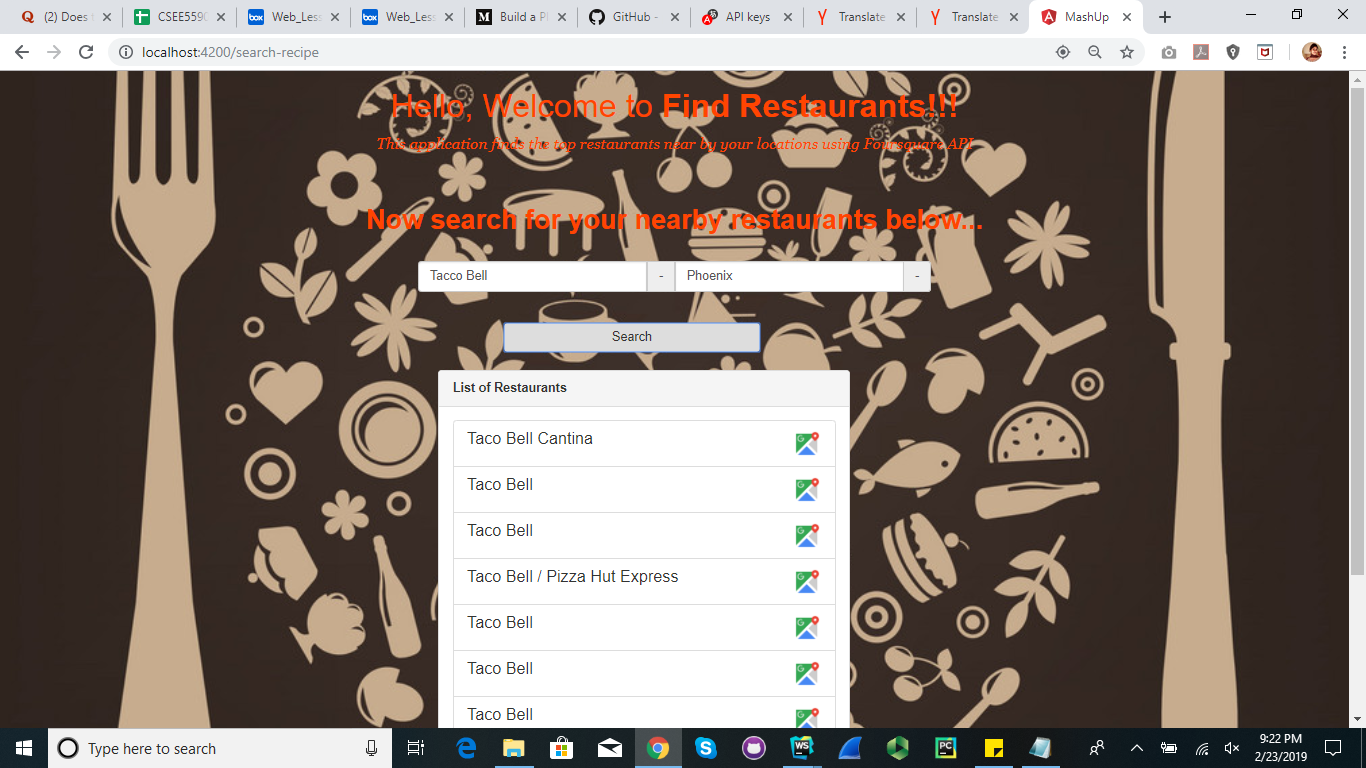 (2) Does
CSEE559
Web_Less
Web_Less
Build a P
GitHub -
API keys
Translate
Translate
MashUp
localhost:4200/search-recipe
Hello, Welcome to Find Restaurants!!!
This application finds the top restaurants near by your locations using Foursquare API
Now search for your nearby restaurants below...
Tacco Bell - Phoenix -
Search
List of Restaurants
Taco Bell Cantina
Taco Bell
Taco Bell
Taco Bell / Pizza Hut Express
Taco Bell
Taco Bell
Taco Bell
Type here to search
9:22 PM
2/23/2019